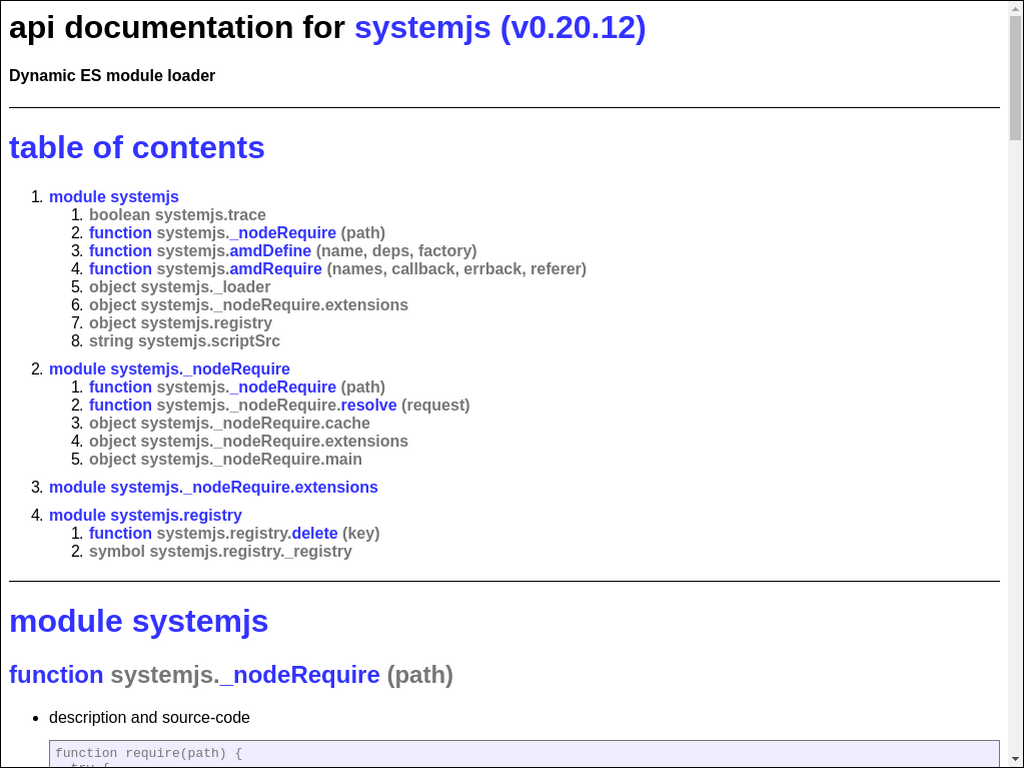 api documentation for systemjs (v0.20.12)
Dynamic ES module loader
table of contents
1. module systemjs
1. boolean systemjs.trace
2. function systemjs._nodeRequire (path)
3. function systemjs.amdDefine (name, deps, factory)
4. function systemjs.amdRequire (names, callback, errback, referer)
5. object systemjs._loader
6. object systemjs._nodeRequire.extensions
7. object systemjs.registry
8. string systemjs.scriptSrc
2. module systemjs._nodeRequire
1. function systemjs._nodeRequire (path)
2. function systemjs._nodeRequire.resolve (request)
3. object systemjs._nodeRequire.cache
4. object systemjs._nodeRequire.extensions
5. object systemjs._nodeRequire.main
3. module systemjs._nodeRequire.extensions
4. module systemjs.registry
1. function systemjs.registry.delete (key)
2. symbol systemjs.registry._registry
module systemjs
function systemjs._nodeRequire (path)
• description and source-code
function require(path) {
try {